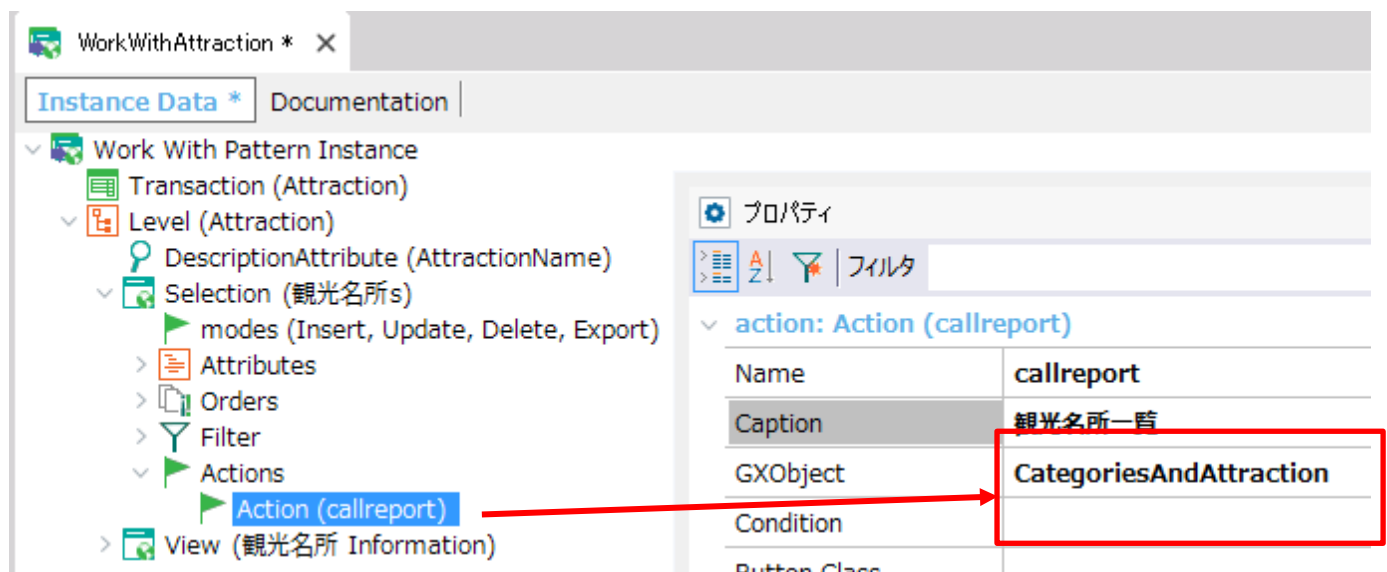 WorkWithAttraction *
Instance Data * Documentation
Work With Pattern Instance
Transaction (Attraction)
Level (Attraction)
DescriptionAttribute (AttractionName)
Selection (観光名所s)
modes (Insert, Update, Delete, Export)
Attributes
Orders
Filter
Actions
Action (callreport)
View (観光名所 Information)
プロパティ
フィルタ
action: Action (callreport)
Name callreport
Caption 観光名所一覧
GXObject CategoriesAndAttraction
Condition
Button Class